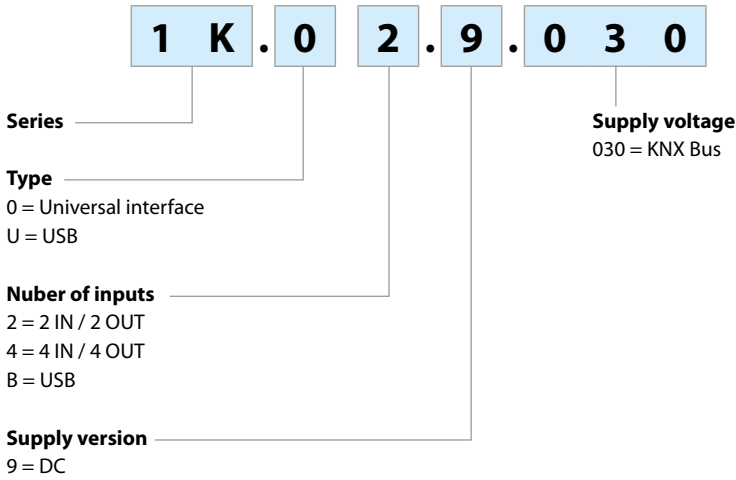 1 K . 0 2 . 9 . 0 3 0
Series
Supply voltage
030 = KNX Bus
Type
0 = Universal interface
U = USB
Nuber of inputs
2 = 2 IN / 2 OUT
4 = 4 IN / 4 OUT
B = USB
Supply version
9 = DC